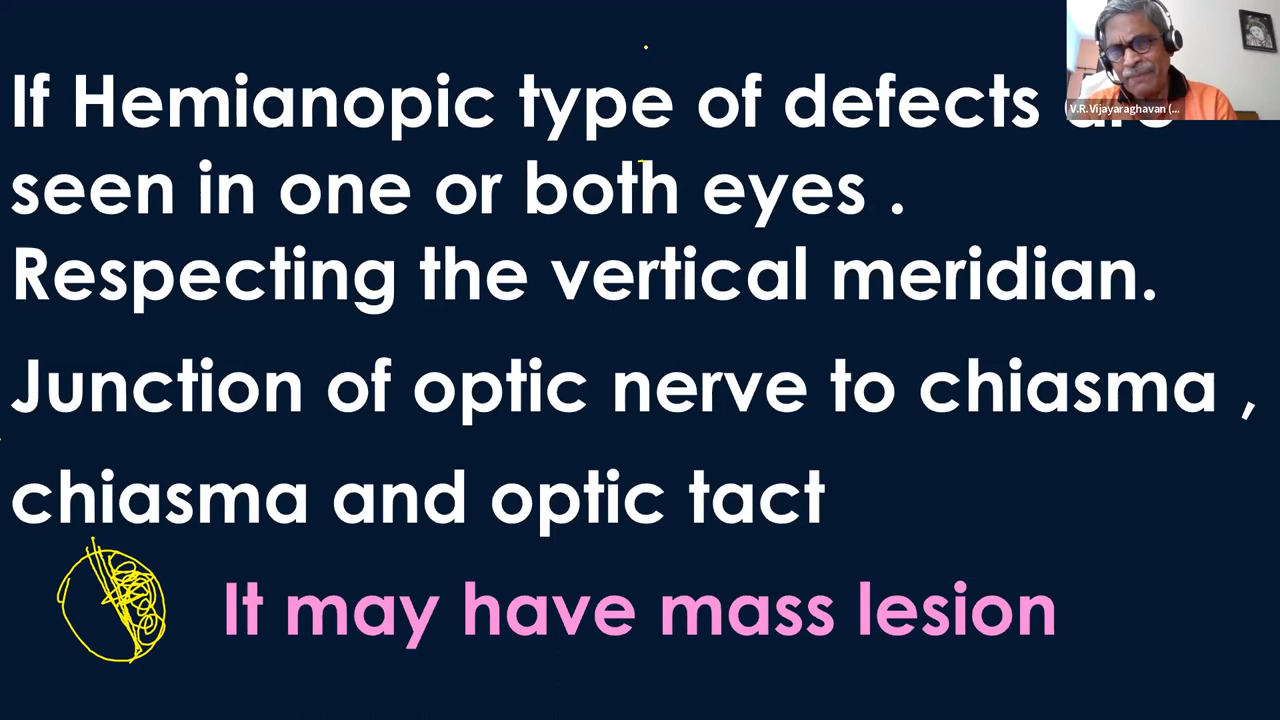 If Hemianopic type of defects are
seen in one or both eyes .
Respecting the vertical meridian.
Junction of optic nerve to chiasma ,
chiasma and optic tact
It may have mass lesion
V.R.Vijayaraghavan (...